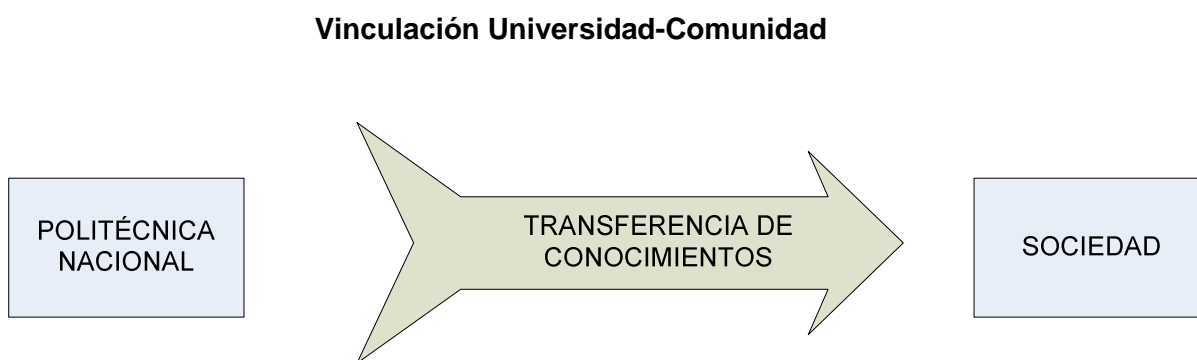 Vinculación Universidad-Comunidad
POLITÉCNICA
NACIONAL
TRANSFERENCIA DE
CONOCIMIENTOS
SOCIEDAD